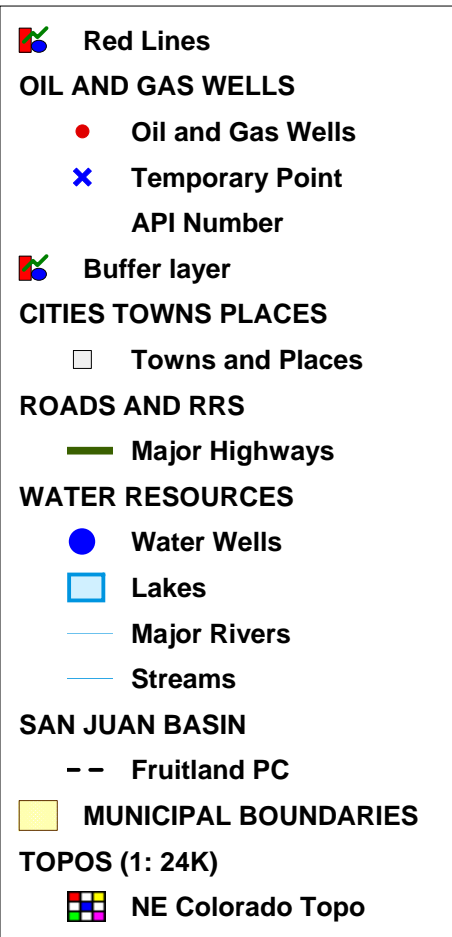 Red Lines
OIL AND GAS WELLS
Oil and Gas Wells
Temporary Point
API Number
Buffer layer
CITIES TOWNS PLACES
Towns and Places
ROADS AND RRS
Major Highways
WATER RESOURCES
Water Wells
Lakes
Major Rivers
Streams
SAN JUAN BASIN
Fruitland PC
MUNICIPAL BOUNDARIES
TOPOS (1: 24K)
NE Colorado Topo